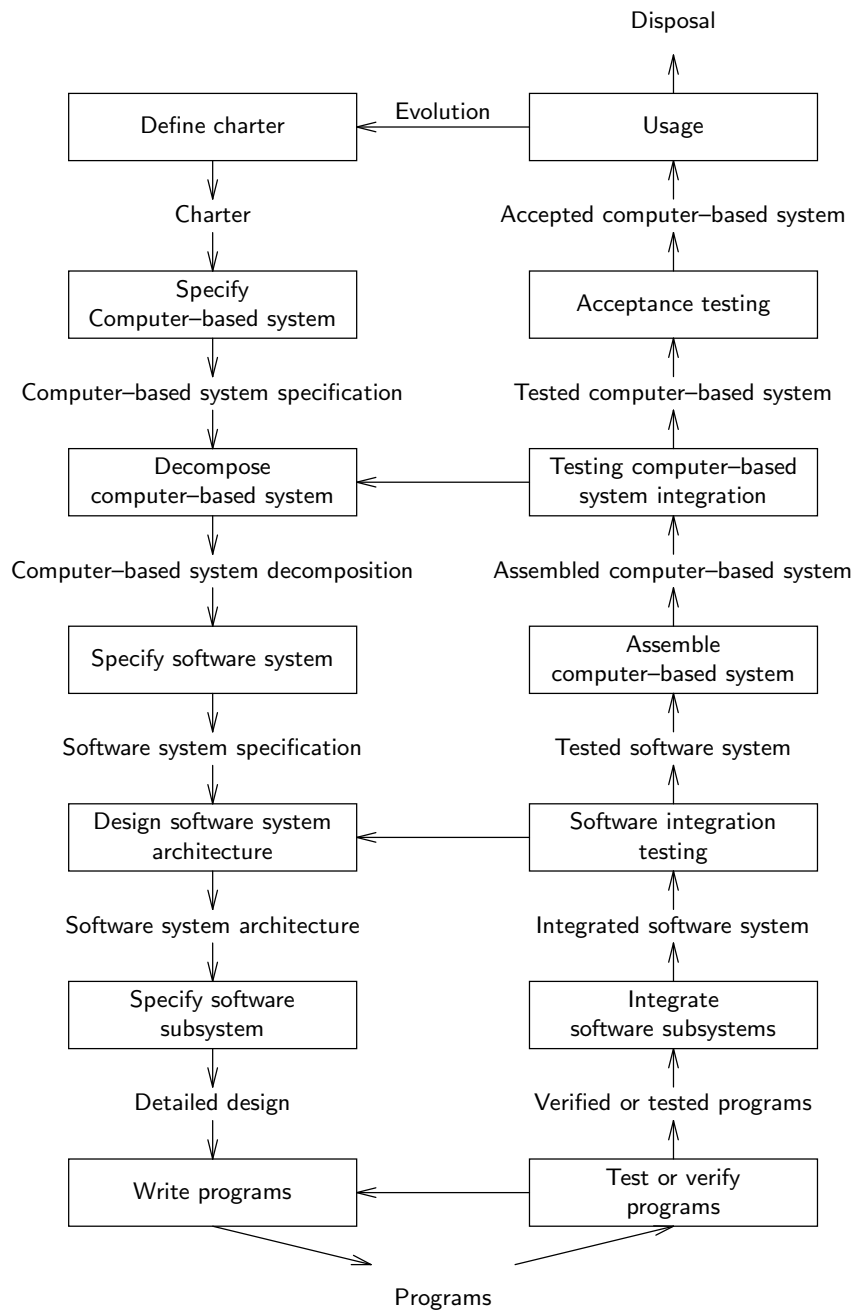 Disposal
Define charter
Evolution
Usage
Charter
Accepted computer–based system
Specify
Computer–based system
Acceptance testing
Computer–based system specification
Tested computer–based system
Decompose
computer–based system
Testing computer–based
system integration
Computer–based system decomposition
Assembled computer–based system
Specify software system
Assemble
computer–based system
Software system specification
Tested software system
Design software system
architecture
Software integration
testing
Software system architecture
Integrated software system
Specify software
subsystem
Integrate
software subsystems
Detailed design
Verified or tested programs
Write programs
Test or verify
programs
Programs